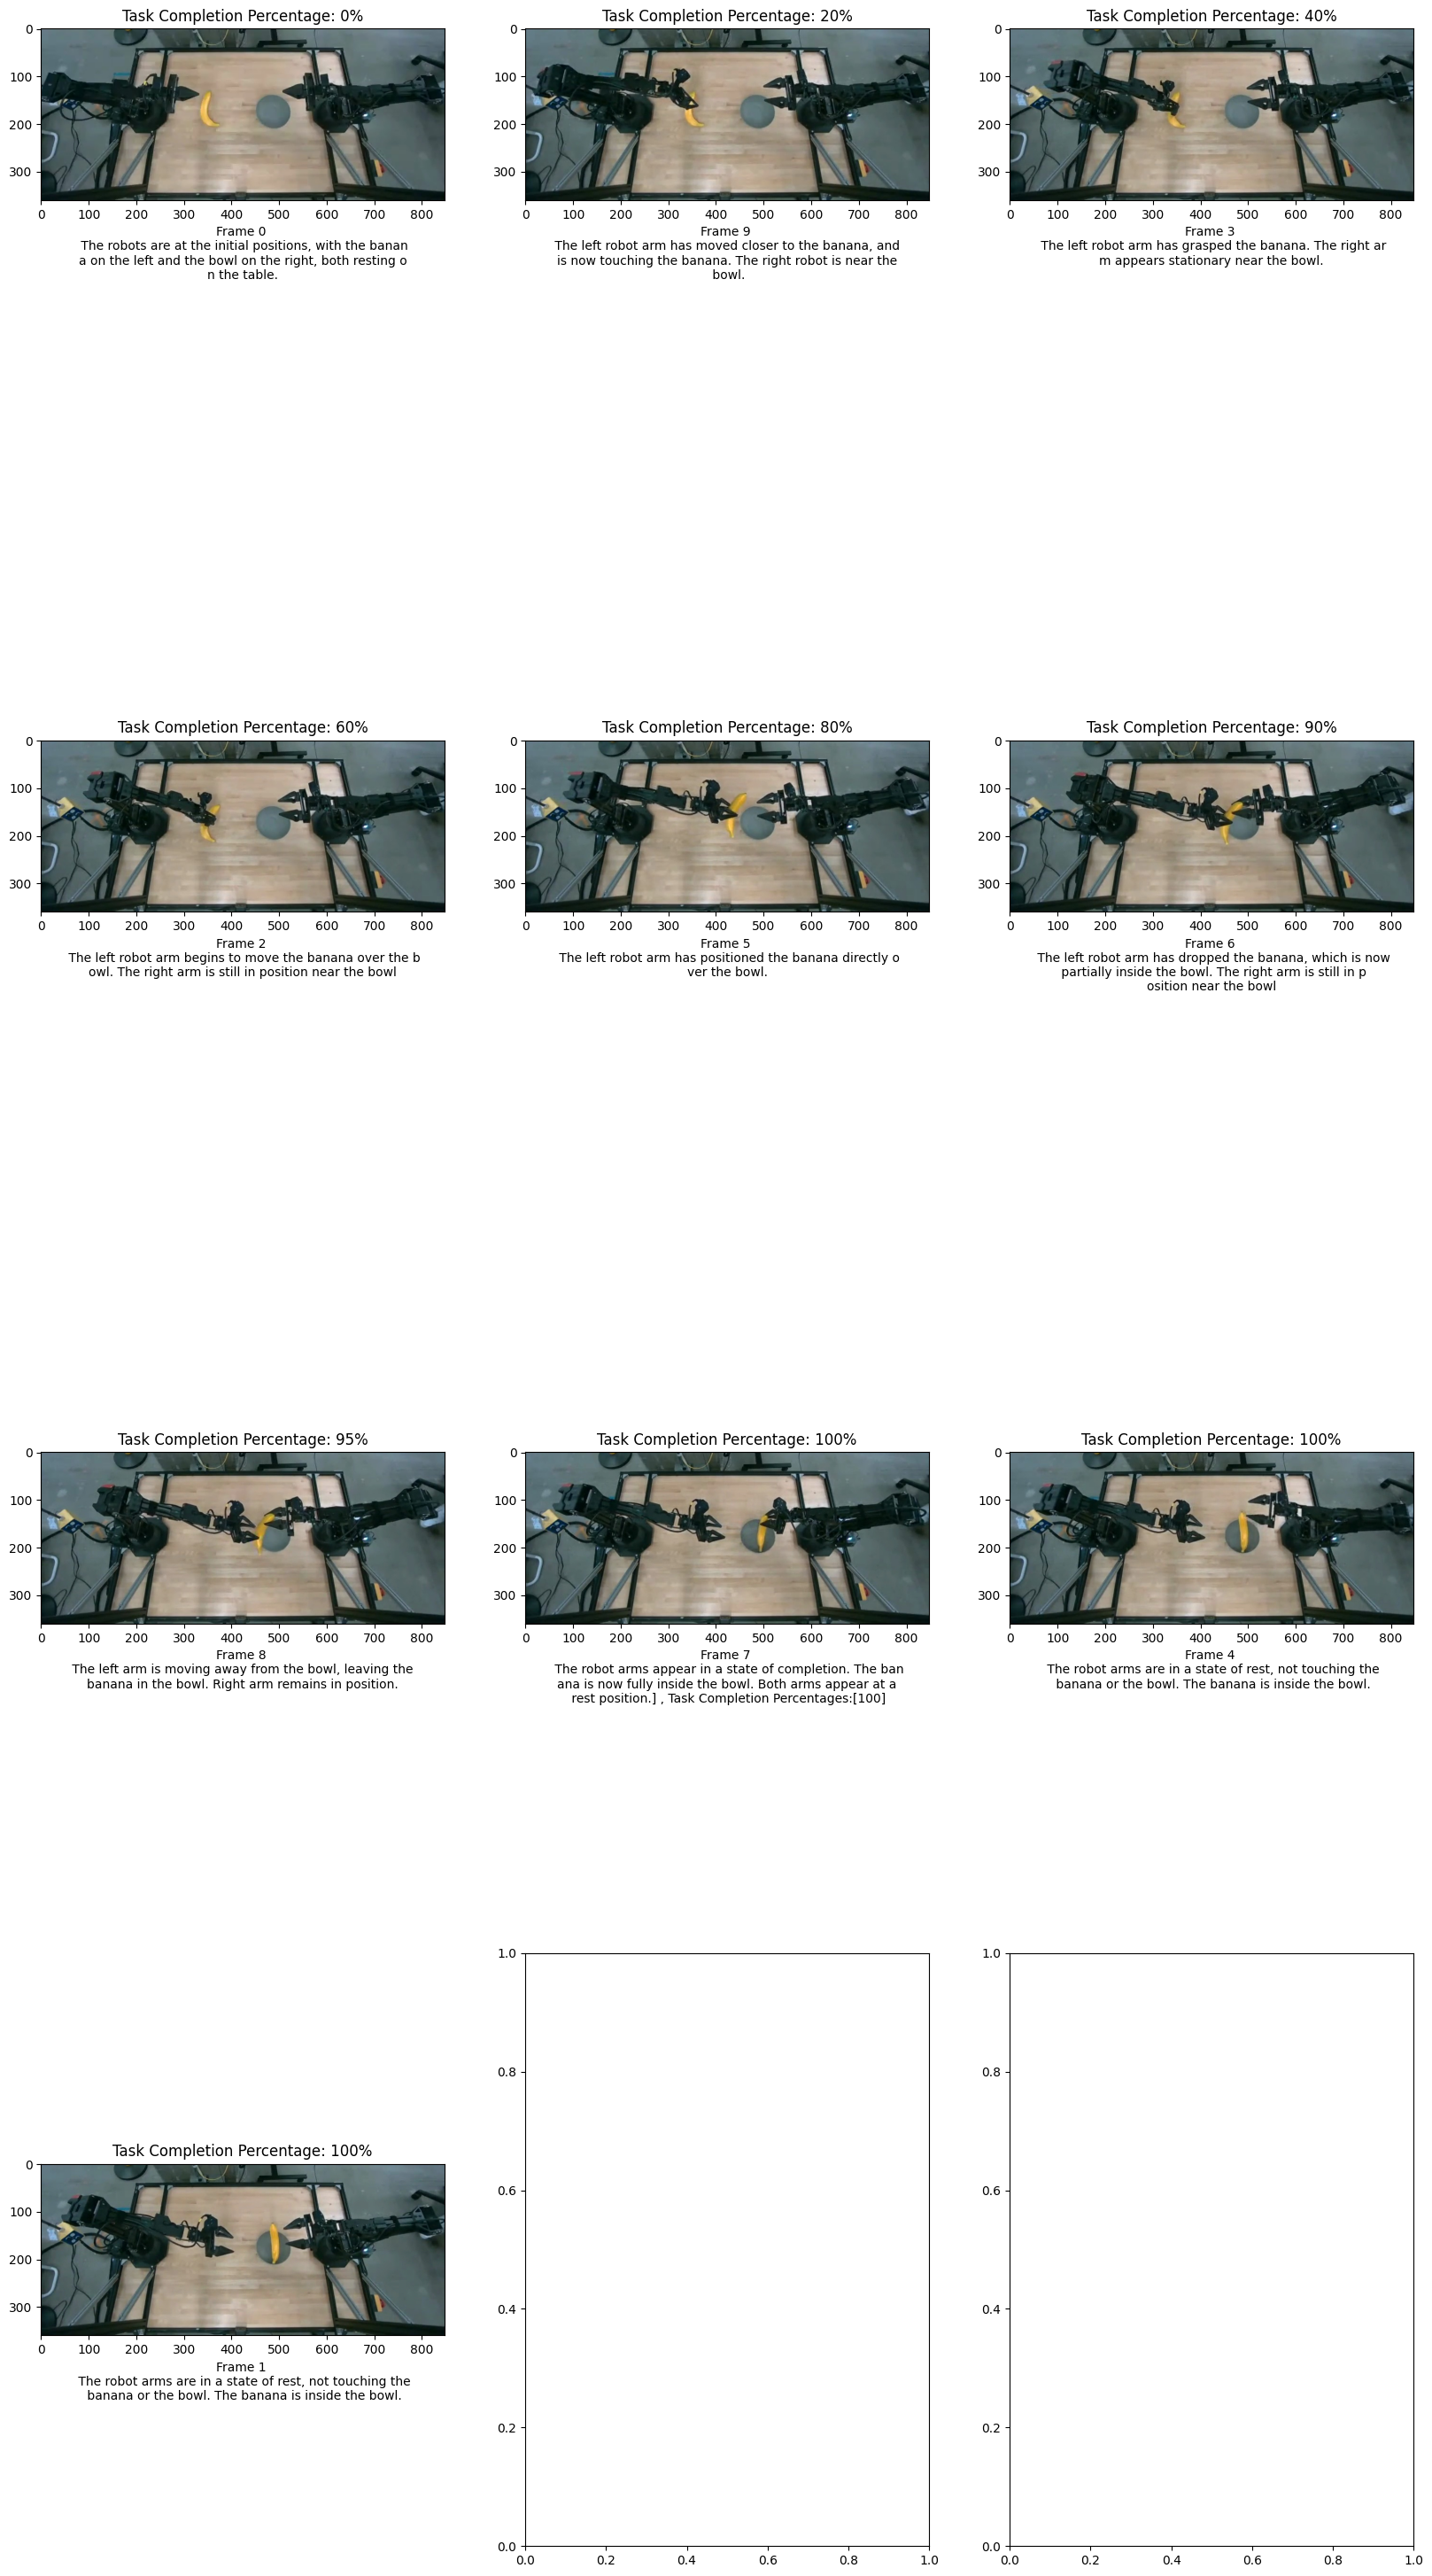 Task Completion Percentage: 0%
0
100
200
300
0 100 200 300 400 500 600 700 800
Frame 0
The robots are at the initial positions, with the banan
a on the left and the bowl on the right, both resting o
n the table.
Task Completion Percentage: 20%
0
100
200
300
0 100 200 300 400 500 600 700 800
Frame 9
The left robot arm has moved closer to the banana, and
is now touching the banana. The right robot is near the
bowl.
Task Completion Percentage: 40%
0
100
200
300
0 100 200 300 400 500 600 700 800
Frame 3
The left robot arm has grasped the banana. The right ar
m appears stationary near the bowl.
Task Completion Percentage: 60%
0
100
200
300
0 100 200 300 400 500 600 700 800
Frame 2
The left robot arm begins to move the banana over the b
owl. The right arm is still in position near the bowl
Task Completion Percentage: 80%
0
100
200
300
0 100 200 300 400 500 600 700 800
Frame 5
The left robot arm has positioned the banana directly o
ver the bowl.
Task Completion Percentage: 90%
0
100
200
300
0 100 200 300 400 500 600 700 800
Frame 6
The left robot arm has dropped the banana, which is now
partially inside the bowl. The right arm is still in p
osition near the bowl
Task Completion Percentage: 95%
0
100
200
300
0 100 200 300 400 500 600 700 800
Frame 8
The left arm is moving away from the bowl, leaving the
banana in the bowl. Right arm remains in position.
Task Completion Percentage: 100%
0
100
200
300
0 100 200 300 400 500 600 700 800
Frame 7
The robot arms appear in a state of completion. The ban
ana is now fully inside the bowl. Both arms appear at a
rest position.] , Task Completion Percentages:[100]
Task Completion Percentage: 100%
0
100
200
300
0 100 200 300 400 500 600 700 800
Frame 4
The robot arms are in a state of rest, not touching the
banana or the bowl. The banana is inside the bowl.
Task Completion Percentage: 100%
0
100
200
300
0 100 200 300 400 500 600 700 800
Frame 1
The robot arms are in a state of rest, not touching the
banana or the bowl. The banana is inside the bowl.
1.0
0.8
0.6
0.4
0.2
0.0
0.0 0.2 0.4 0.6 0.8 1.0
1.0
0.8
0.6
0.4
0.2
0.0
0.0 0.2 0.4 0.6 0.8 1.0